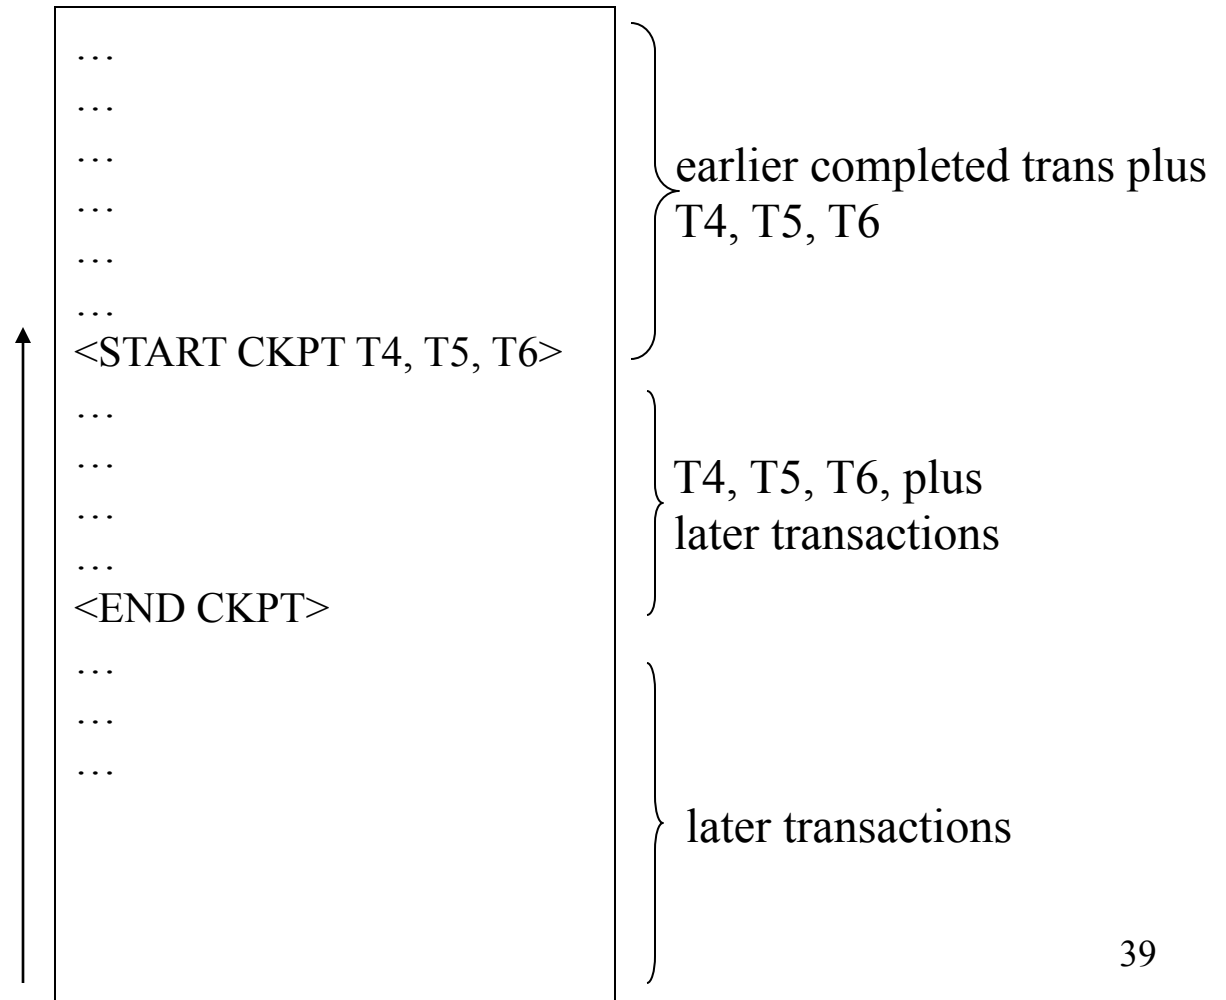 …
…
…
…
…
…
<START CKPT T4, T5, T6>
…
…
…
…
<END CKPT>
…
…
…
earlier completed trans plus
T4, T5, T6
T4, T5, T6, plus
later transactions
later transactions
39